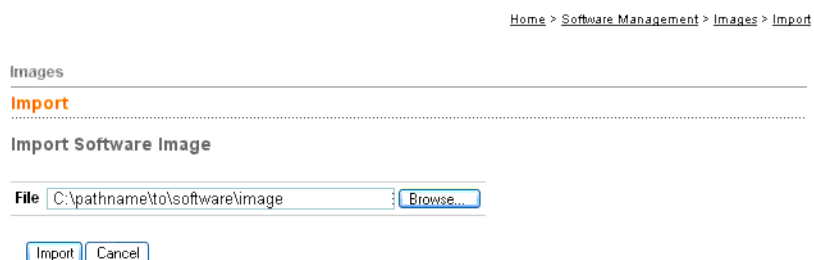 Home > Software Management > Images > Import
Images
Import
Import Software Image
File C:\pathname\to\software\image Browse...
Import Cancel